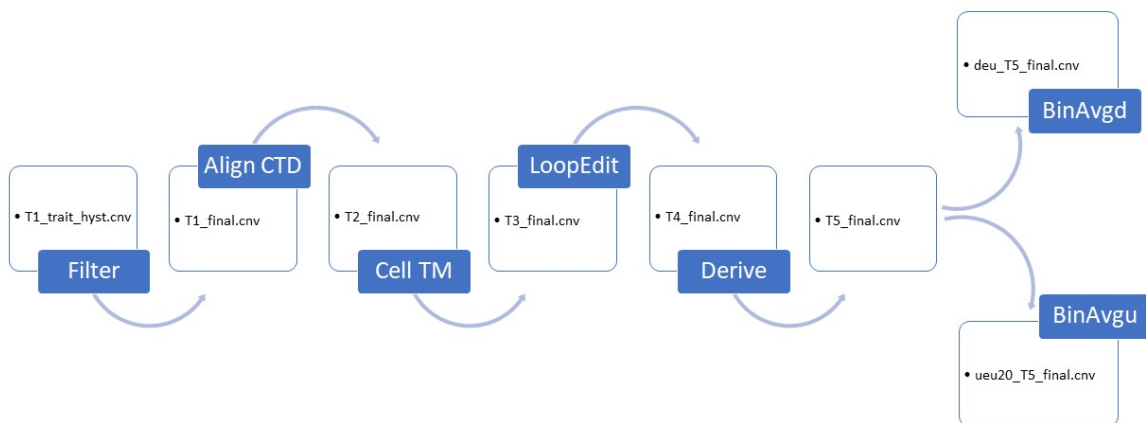 • T1_trait_hyst.cnv
Filter
Align CTD
• T1_final.cnv
• T2_final.cnv
Cell TM
LoopEdit
• T3_final.cnv
• T4_final.cnv
Derive
• T5_final.cnv
• deu_T5_final.cnv
BinAvgd
BinAvgu
• ueu20_T5_final.cnv